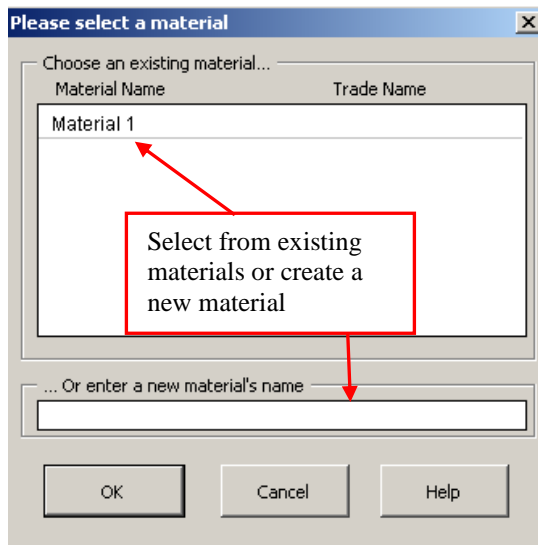 Please select a material
Choose an existing material...
Material Name Trade Name
Material 1
Select from existing
materials or create a
new material
... Or enter a new material's name
OK Cancel Help